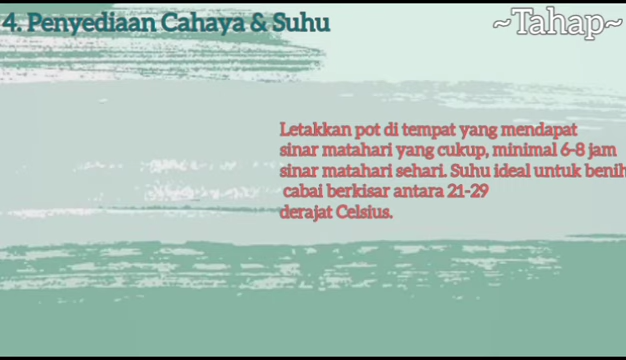 4. Penyediaan Cahaya & Suhu
~Tahap~
Letakkan pot di tempat yang mendapat
sinar matahari yang cukup, minimal 6-8 jam
sinar matahari sehari. Suhu ideal untuk benih
cabai berkisar antara 21-29
derajat Celsius.